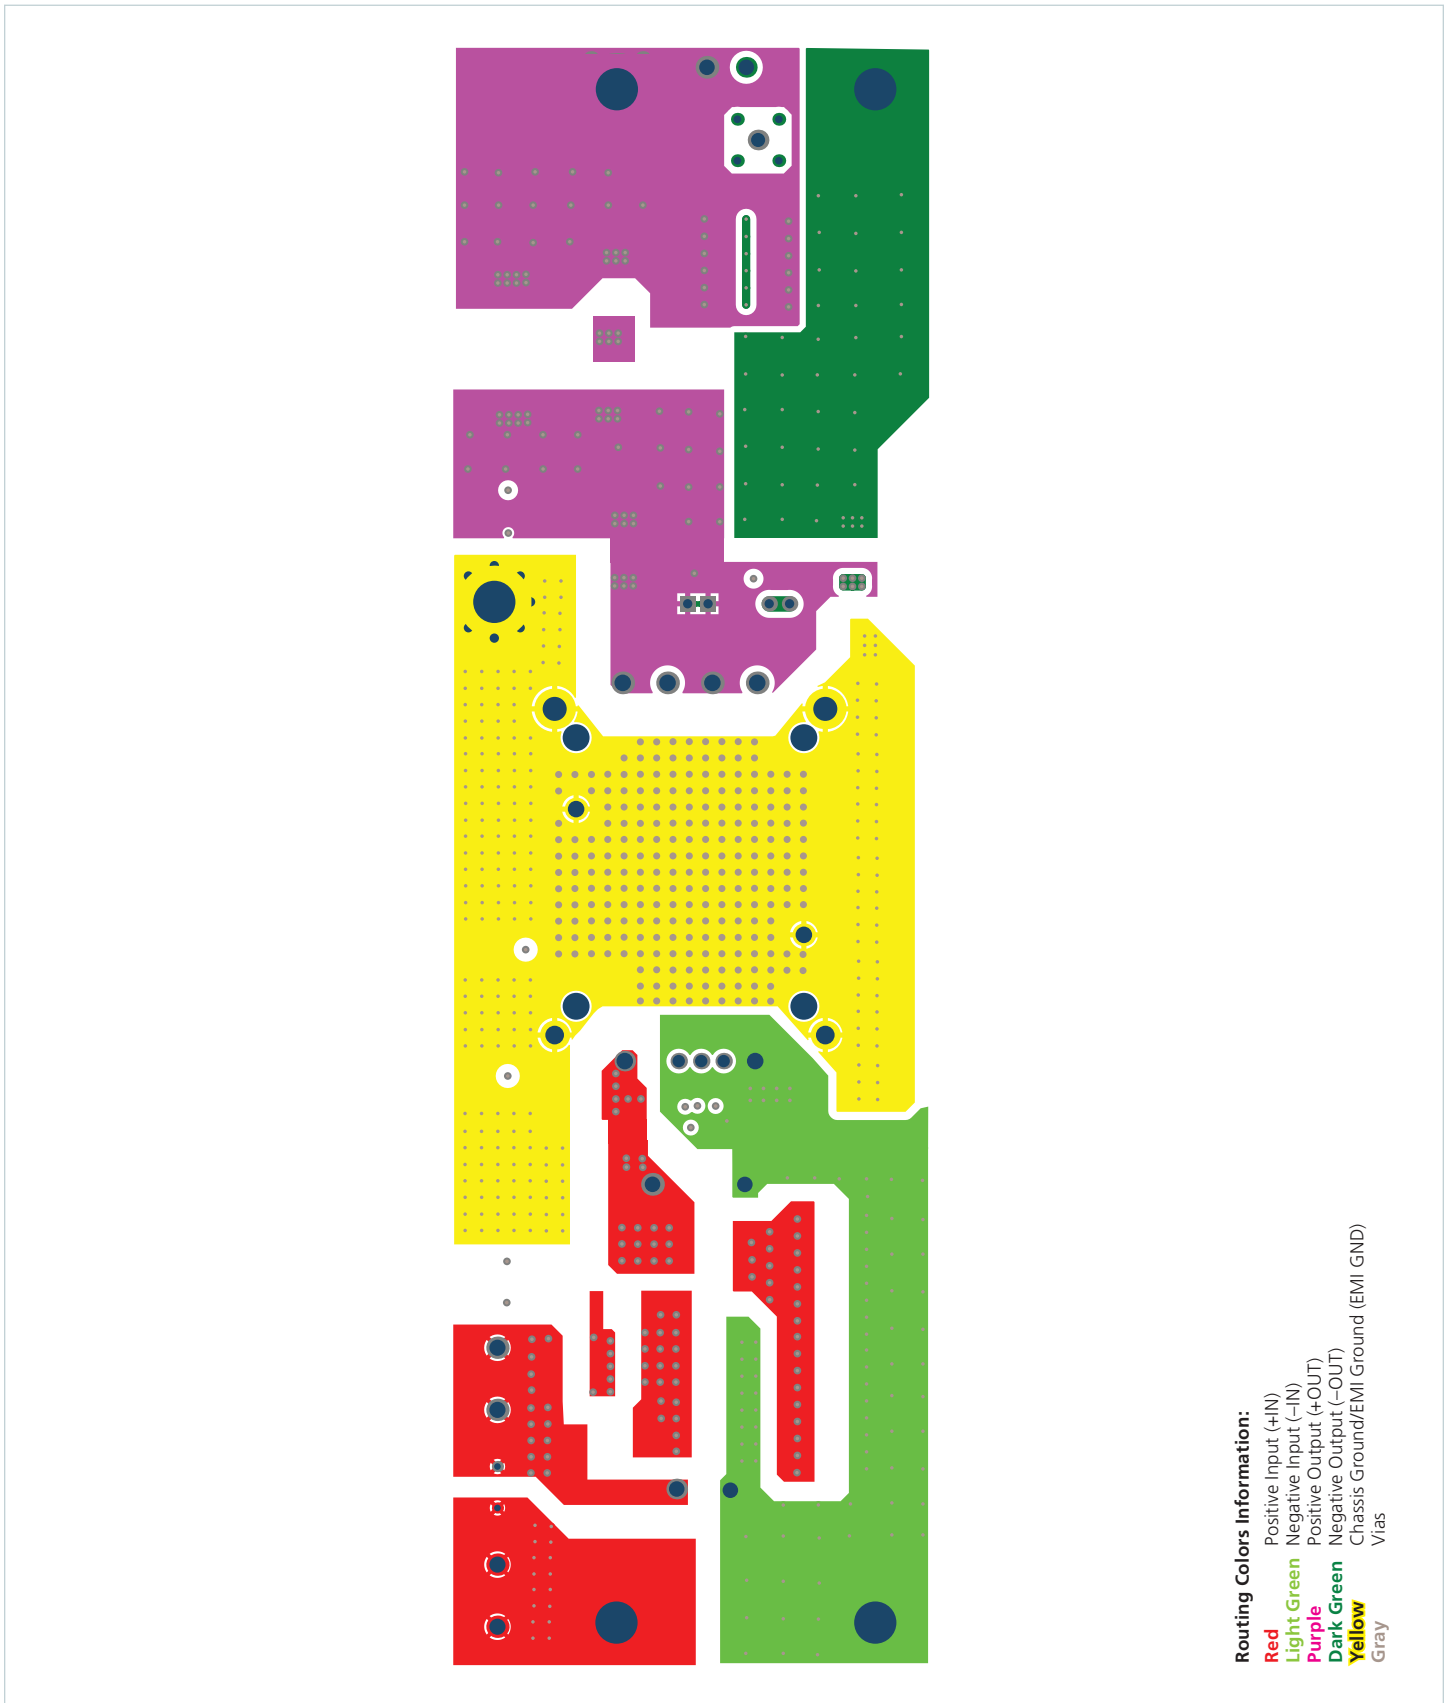 Routing Colors Information:
Red Positive Input (+IN)
Light Green Negative Input (–IN)
Purple Positive Output (+OUT)
Dark Green Negative Output (–OUT)
Yellow Chassis Ground/EMI Ground (EMI GND)
Gray Vias